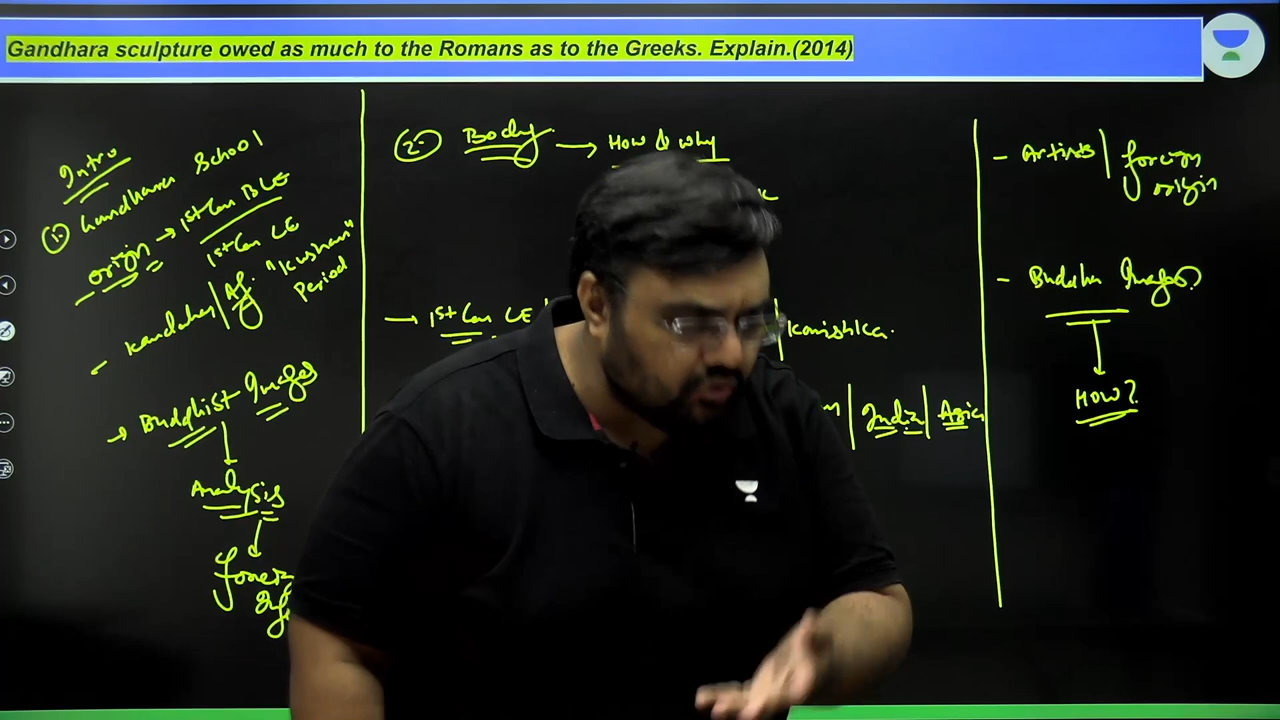 Gandhara sculpture owed as much to the Romans as to the Greeks. Explain.(2014)
Intro
① Gandhara School
origin → 1st Cen BCE
1st Cen CE
"Kushan"
Period
- Kandahar / Af.
→ Buddhist Images
Analysis
②- Body → How & Why
→ 1st Cen CE
Kanishka.
India | Asia
- Artists | foreign
origin
- Buddha Images
HOW?